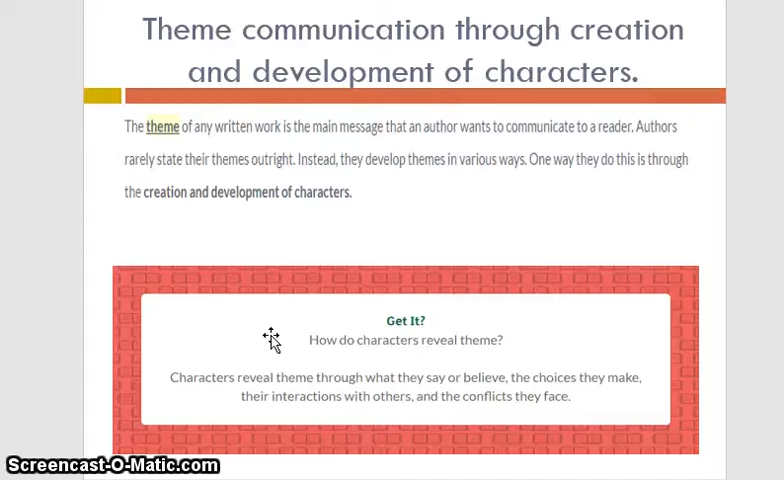 Theme communication through creation
and development of characters.
The theme of any written work is the main message that an author wants to communicate to a reader. Authors
rarely state their themes outright. Instead, they develop themes in various ways. One way they do this is through
the creation and development of characters.
Get It?
How do characters reveal theme?
Characters reveal theme through what they say or believe, the choices they make,
their interactions with others, and the conflicts they face.
Screencast-O-Matic.com